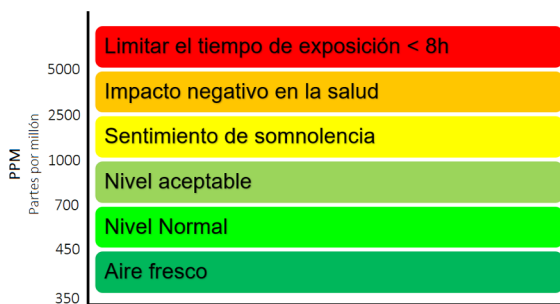 Limitar el tiempo de exposición < 8h
5000
Impacto negativo en la salud
2500
Sentimiento de somnolencia
1000
Nivel aceptable
700
Nivel Normal
450
Aire fresco
350
PPM
Partes por millón